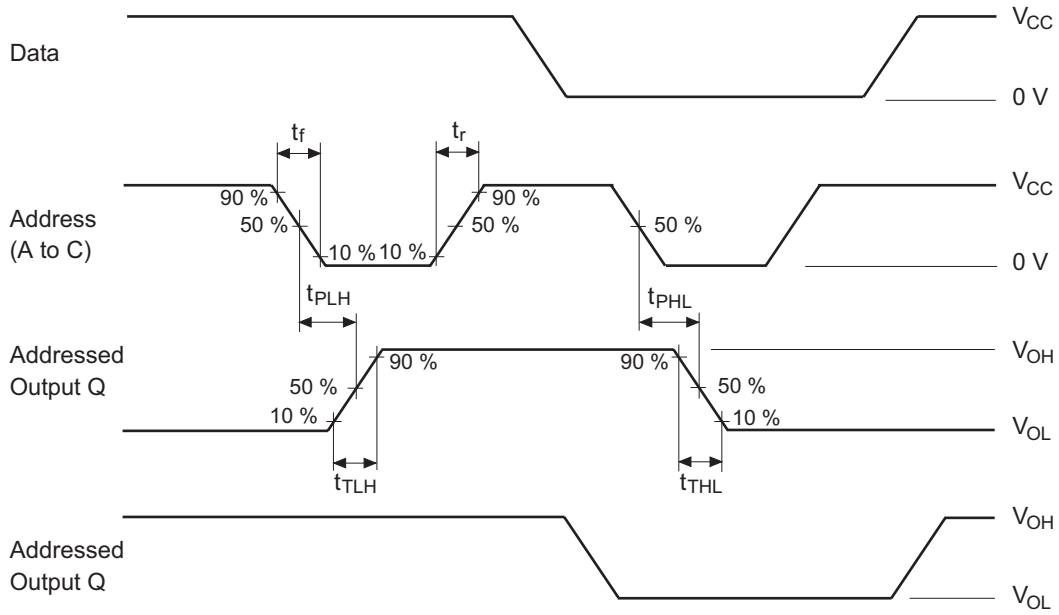 Data
V_CC
0 V
t_f
t_r
Address
(A to C)
90 %
50 %
10 %
10 %
90 %
50 %
50 %
V_CC
0 V
t_PLH
t_PHL
Addressed
Output Q
10 %
50 %
90 %
90 %
50 %
10 %
V_OH
V_OL
t_TLH
t_THL
Addressed
Output Q
V_OH
V_OL